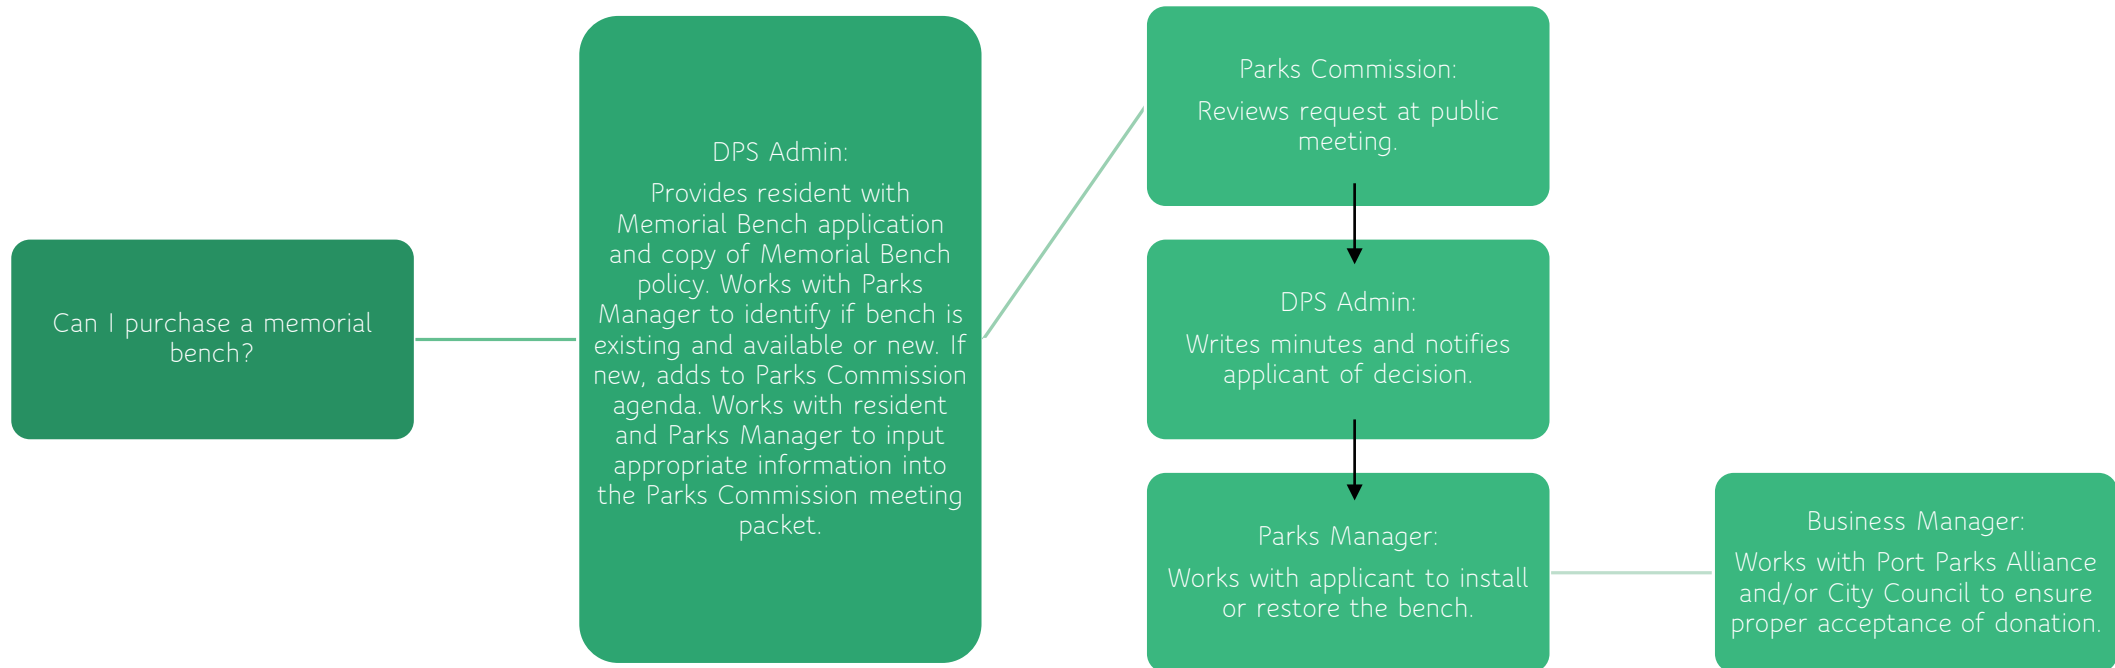 Can I purchase a memorial
bench?
DPS Admin:
Provides resident with
Memorial Bench application
and copy of Memorial Bench
policy. Works with Parks
Manager to identify if bench is
existing and available or new. If
new, adds to Parks Commission
agenda. Works with resident
and Parks Manager to input
appropriate information into
the Parks Commission meeting
packet.
Parks Commission:
Reviews request at public
meeting.
DPS Admin:
Writes minutes and notifies
applicant of decision.
Parks Manager:
Works with applicant to install
or restore the bench.
Business Manager:
Works with Port Parks Alliance
and/or City Council to ensure
proper acceptance of donation.